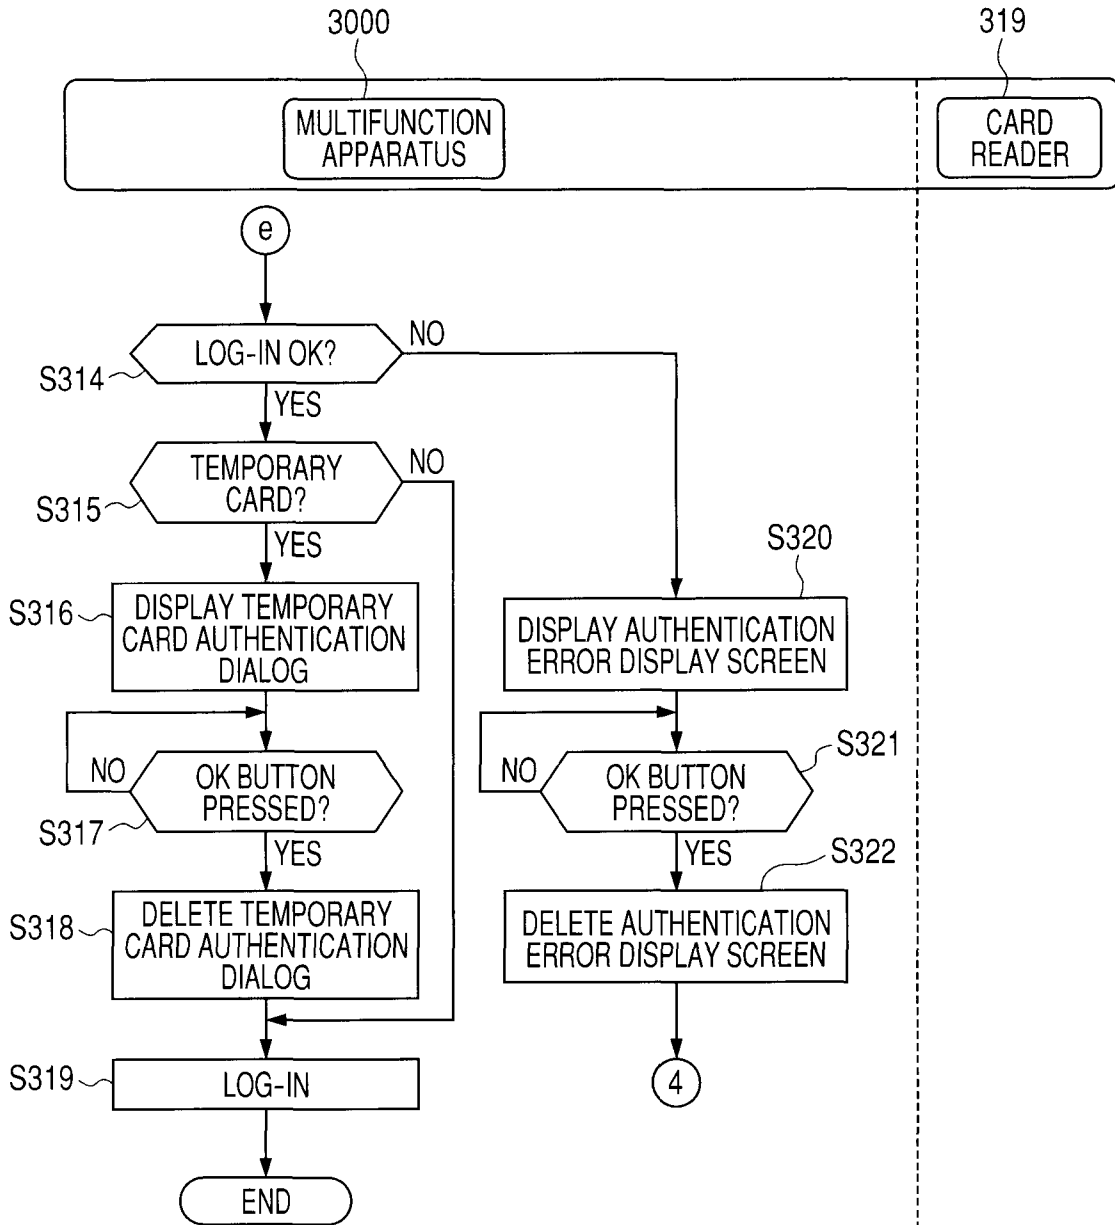 3000
319
MULTIFUNCTION
APPARATUS
CARD
READER
e
LOG-IN OK?
NO
S314
YES
TEMPORARY
CARD?
NO
S315
YES
S316
DISPLAY TEMPORARY
CARD AUTHENTICATION
DIALOG
S320
DISPLAY AUTHENTICATION
ERROR DISPLAY SCREEN
NO
OK BUTTON
PRESSED?
S317
YES
NO
OK BUTTON
PRESSED?
S321
YES
S318
DELETE TEMPORARY
CARD AUTHENTICATION
DIALOG
S322
DELETE AUTHENTICATION
ERROR DISPLAY SCREEN
S319
LOG-IN
4
END